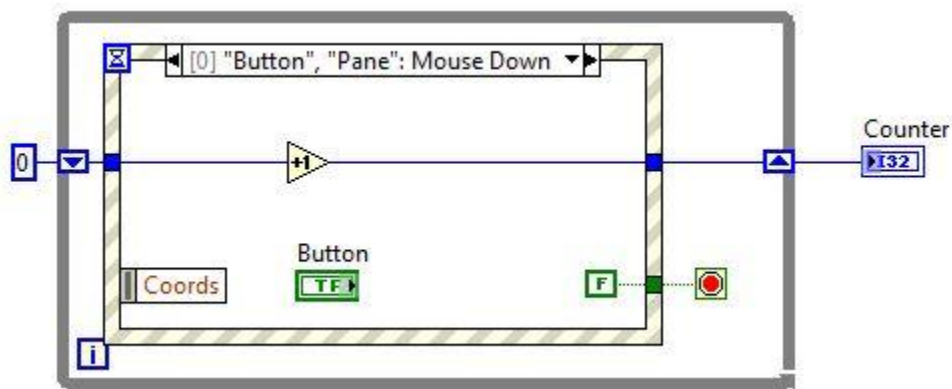 [0] "Button", "Pane": Mouse Down
Counter
0
+1
I32
Button
Coords
TF
F
i